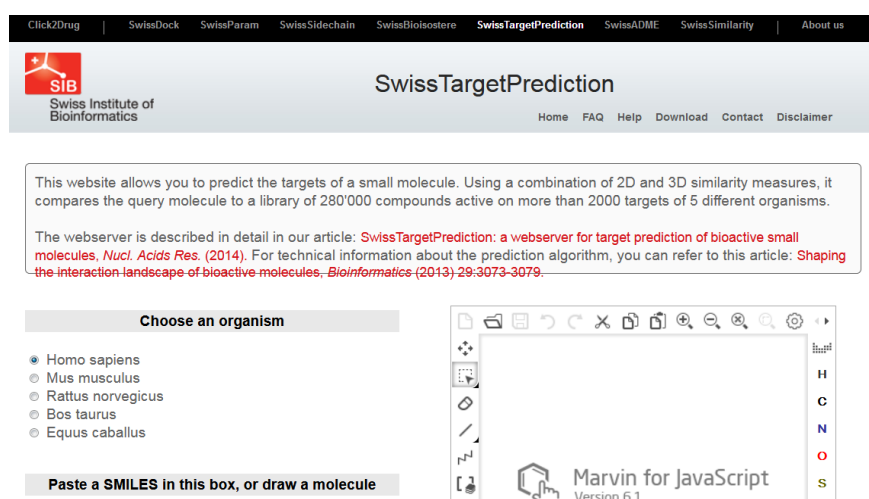 Click2Drug | SwissDock SwissParam SwissSidechain SwissBioisostere SwissTargetPrediction SwissADME SwissSimilarity | About us
SIB
Swiss Institute of
Bioinformatics
SwissTargetPrediction
Home FAQ Help Download Contact Disclaimer
This website allows you to predict the targets of a small molecule. Using a combination of 2D and 3D similarity measures, it
compares the query molecule to a library of 280'000 compounds active on more than 2000 targets of 5 different organisms.
The webserver is described in detail in our article: SwissTargetPrediction: a webserver for target prediction of bioactive small
molecules, Nucl. Acids Res. (2014). For technical information about the prediction algorithm, you can refer to this article: Shaping
the interaction landscape of bioactive molecules, Bioinformatics (2013) 29:3073-3079.
Choose an organism
Homo sapiens
Mus musculus
Rattus norvegicus
Bos taurus
Equus caballus
Paste a SMILES in this box, or draw a molecule
H
C
N
O
S
Marvin for JavaScript
Version 6.1